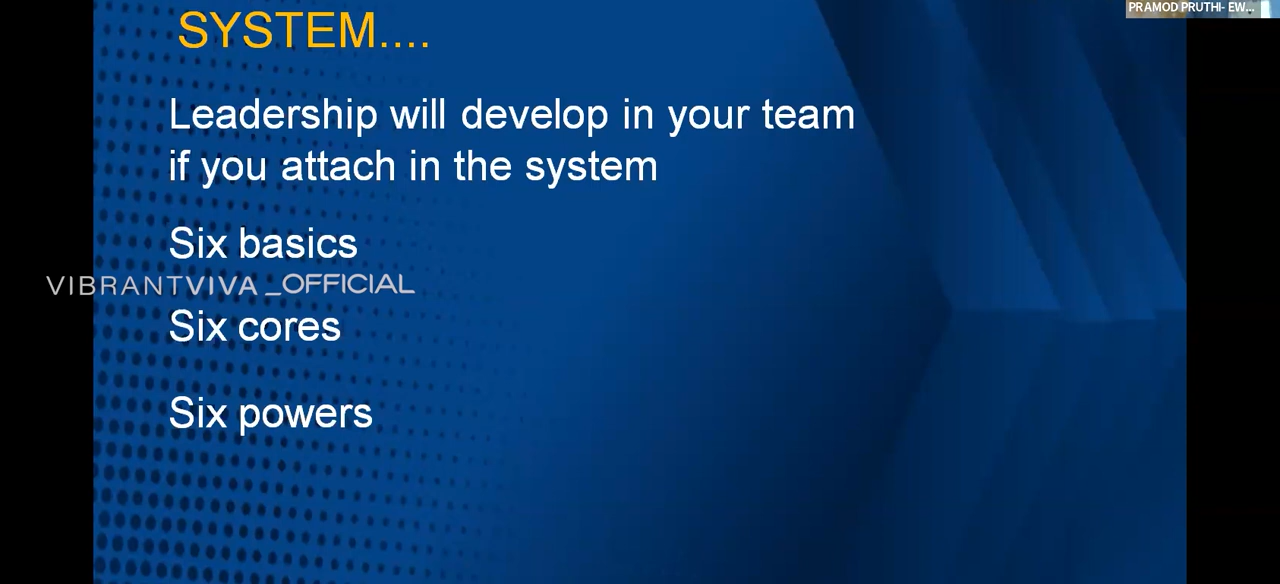 PRAMOD PRUTHI- EW...
SYSTEM....
Leadership will develop in your team
if you attach in the system
Six basics
VIBRANTVIVA _OFFICIAL
Six cores
Six powers